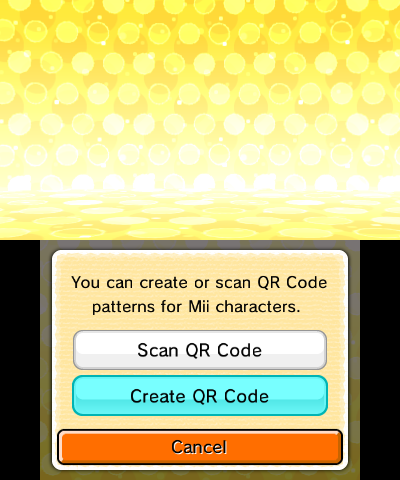 You can create or scan QR Code
patterns for Mii characters.
Scan QR Code
Create QR Code
Cancel